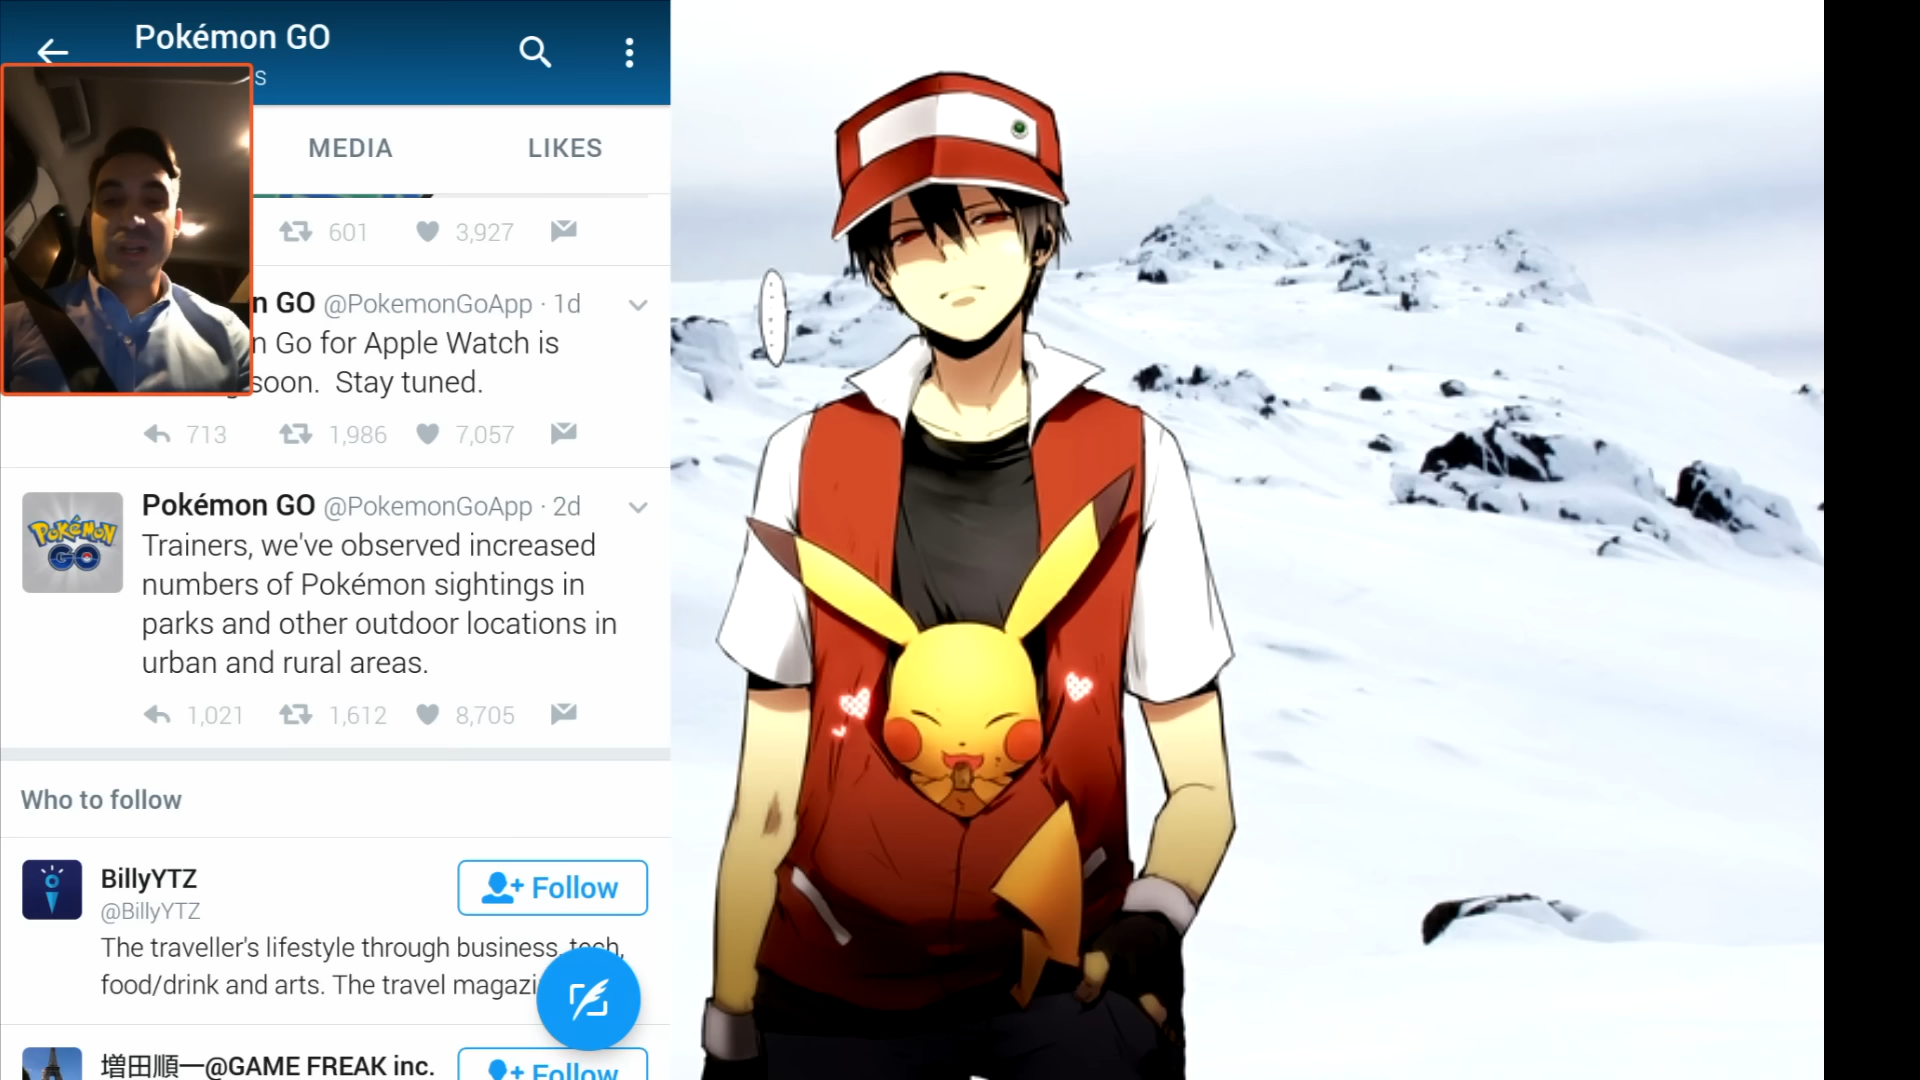 Pokémon GO
s
MEDIA
LIKES
601
3,927
n GO @PokemonGoApp · 1d
n Go for Apple Watch is
soon. Stay tuned.
713
1,986
7,057
Pokémon GO @PokemonGoApp · 2d
POKéMON
GO
Trainers, we've observed increased
numbers of Pokémon sightings in
parks and other outdoor locations in
urban and rural areas.
1,021
1,612
8,705
Who to follow
BillyYTZ
Follow
@BillyYTZ
The traveller's lifestyle through business, tech,
food/drink and arts. The travel magazi
増田順一@GAME FREAK inc.
Follow